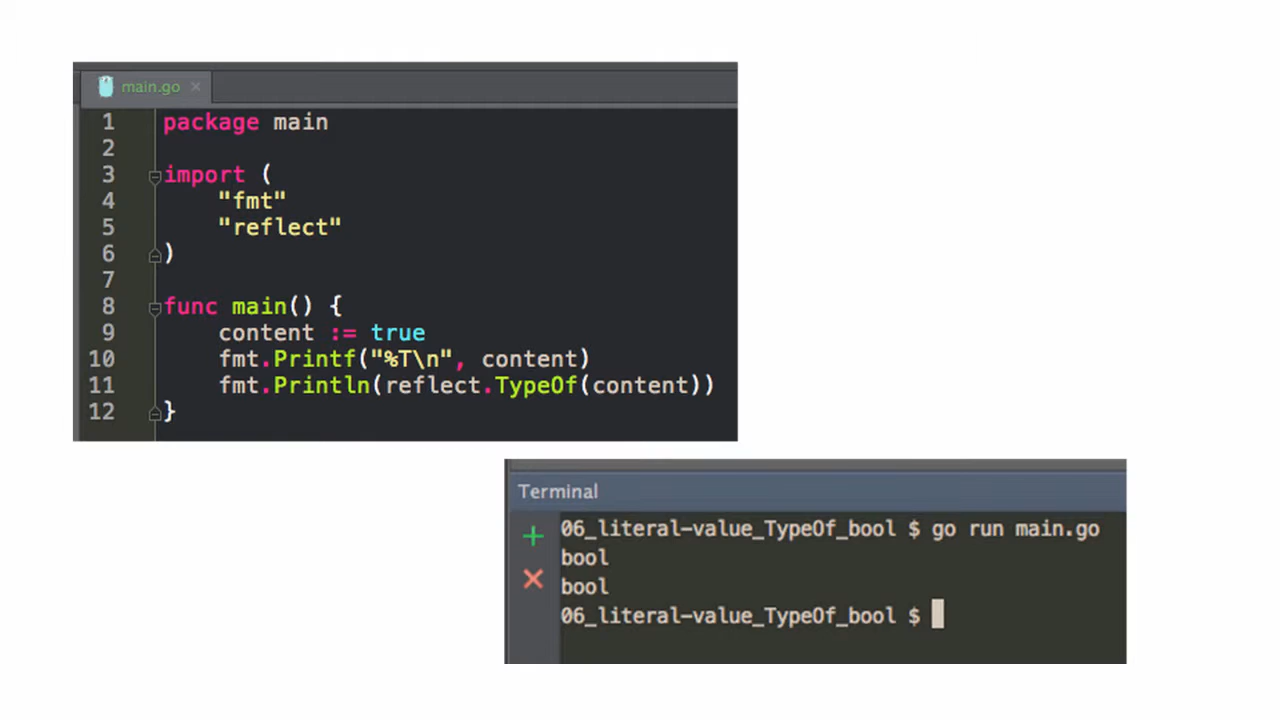 main.go ×
1 package main
2
3 import (
4     "fmt"
5     "reflect"
6 )
7
8 func main() {
9     content := true
10     fmt.Printf("%T\n", content)
11     fmt.Println(reflect.TypeOf(content))
12 }
Terminal
06_literal-value_TypeOf_bool $ go run main.go
bool
bool
06_literal-value_TypeOf_bool $